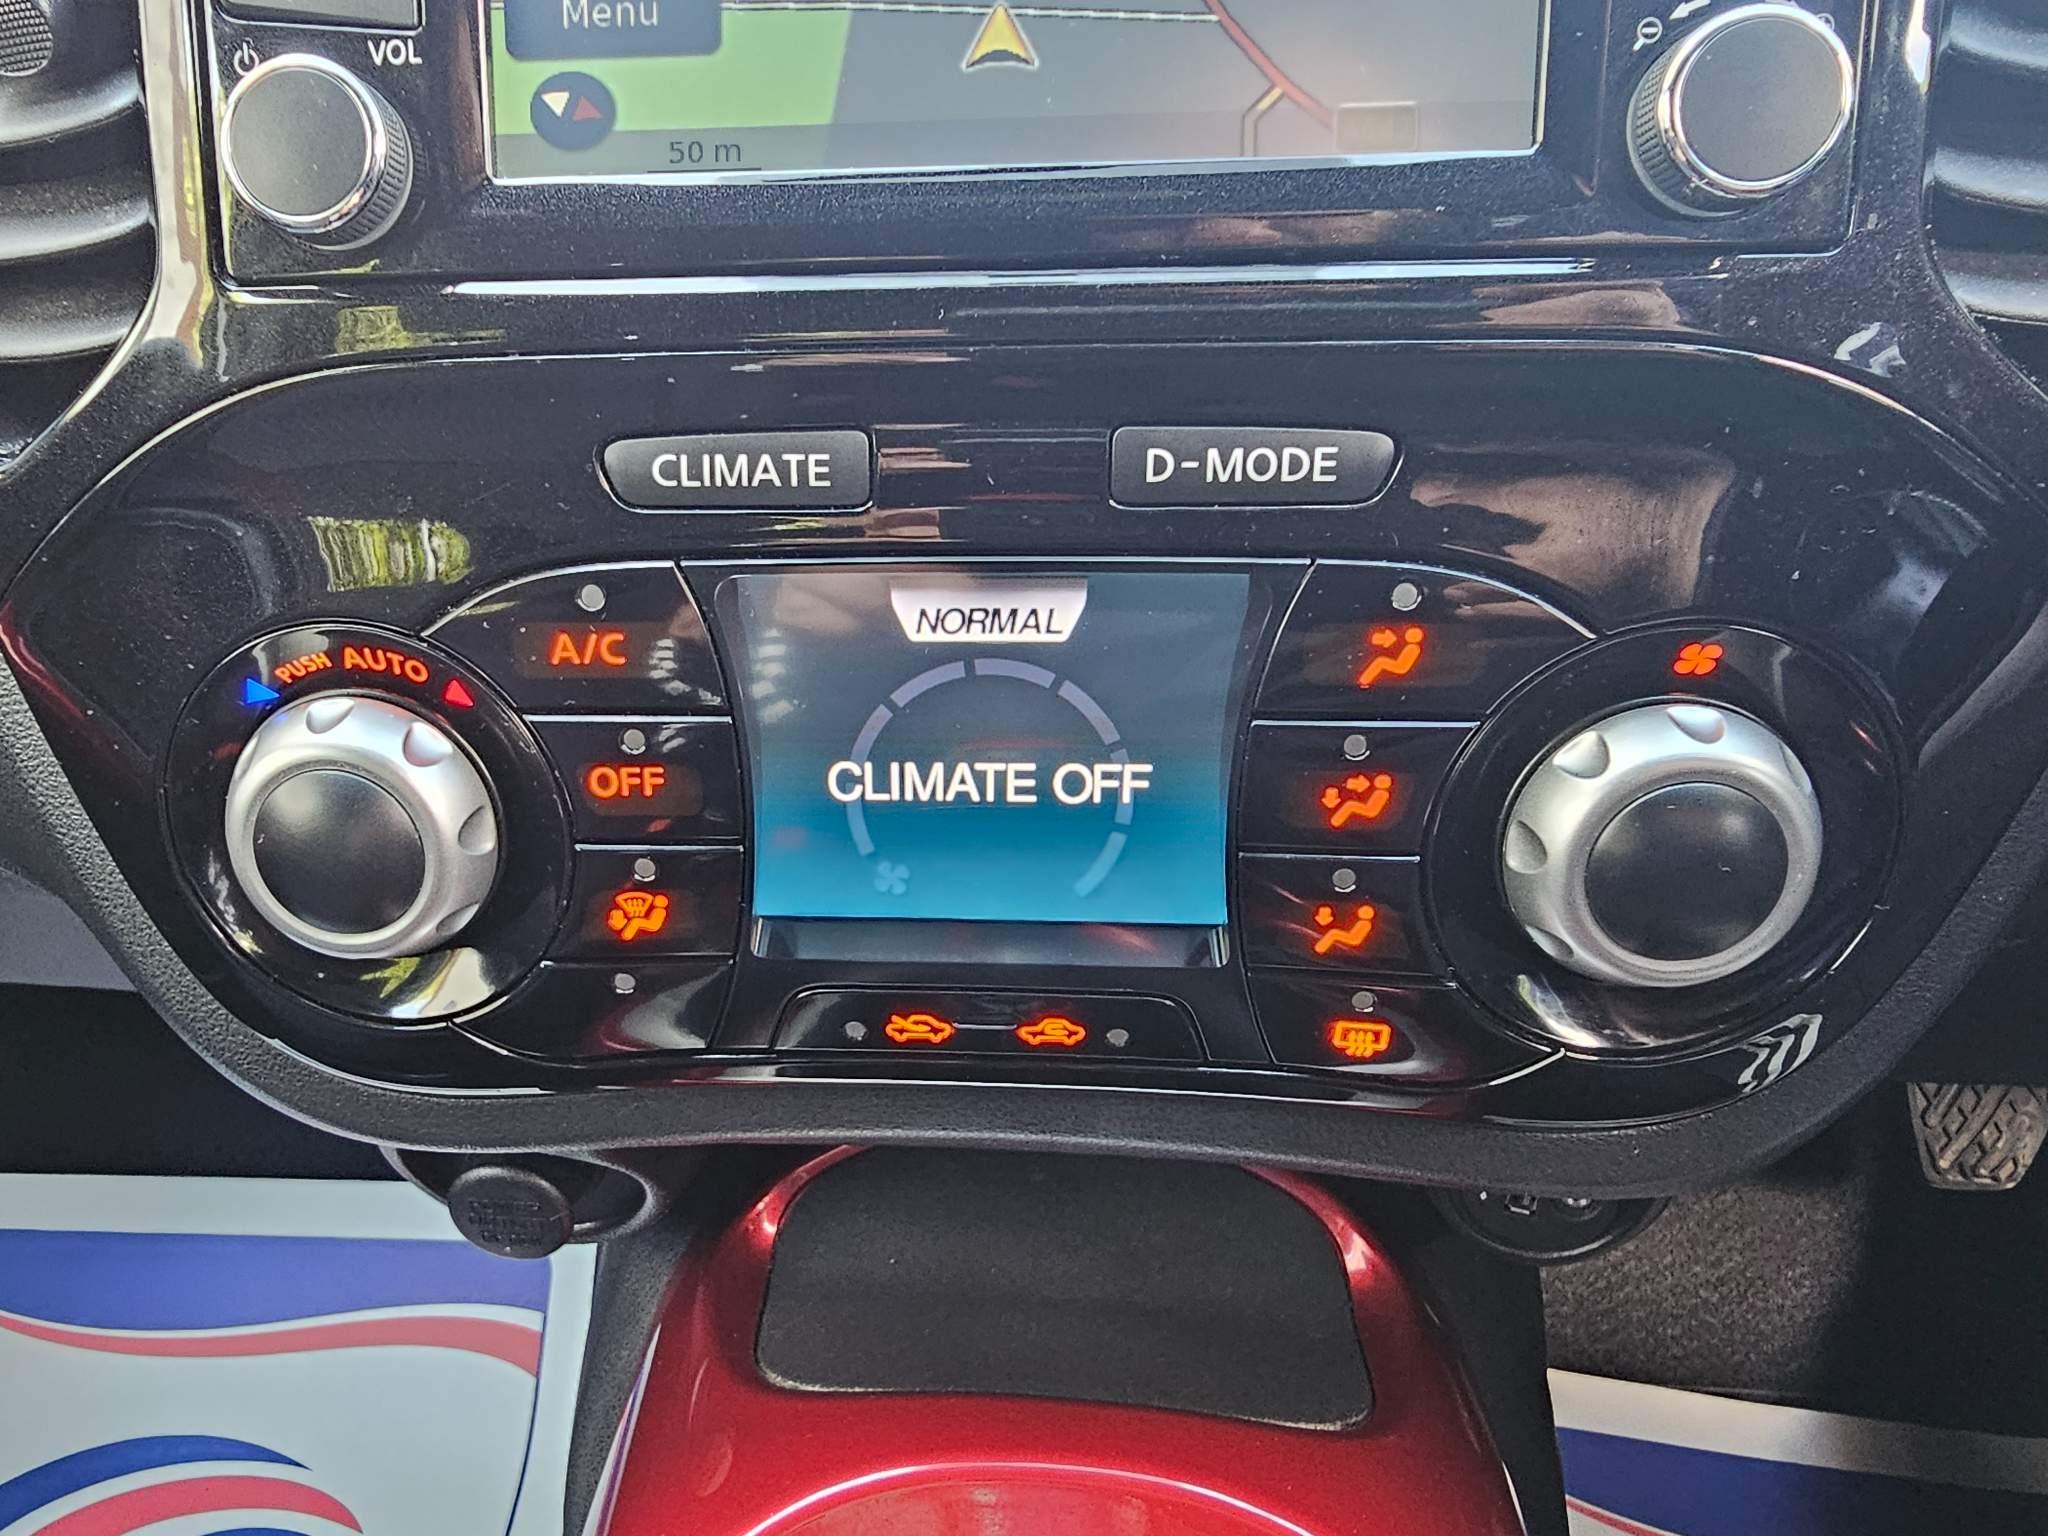 Menu
VOL
50 m
CLIMATE
D-MODE
NORMAL
A/C
PUSH AUTO
OFF
CLIMATE OFF